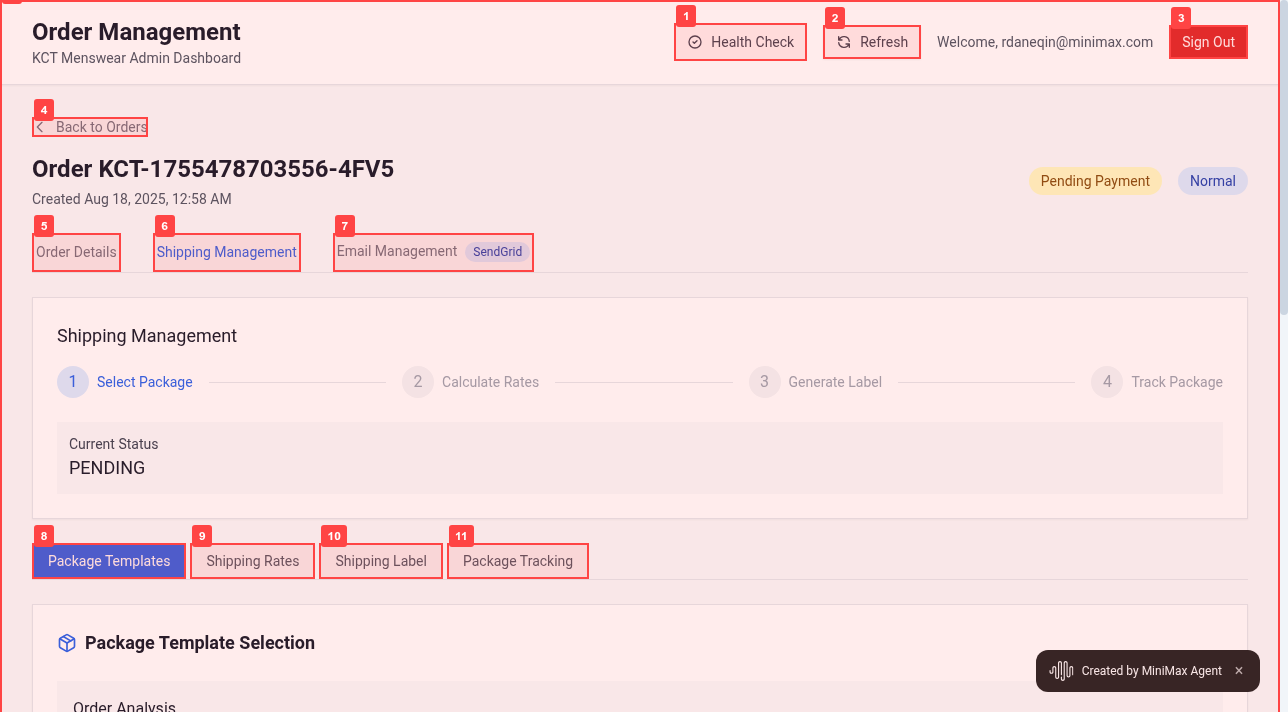 Order Management
KCT Menswear Admin Dashboard
1
Health Check
2
Refresh
Welcome, rdaneqin@minimax.com
3
Sign Out
4
Back to Orders
Order KCT-1755478703556-4FV5
Created Aug 18, 2025, 12:58 AM
Pending Payment
Normal
5
Order Details
6
Shipping Management
7
Email Management SendGrid
Shipping Management
1 Select Package
2 Calculate Rates
3 Generate Label
4 Track Package
Current Status
PENDING
8
Package Templates
9
Shipping Rates
10
Shipping Label
11
Package Tracking
Package Template Selection
Created by MiniMax Agent ×
Order Analysis